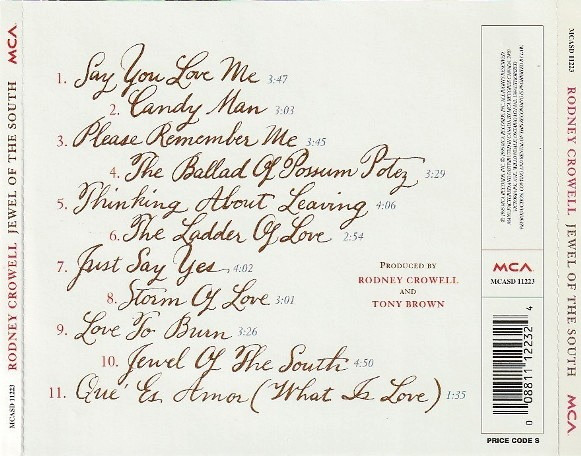 MCA
RODNEY CROWELL JEWEL OF THE SOUTH
MCASD 11223
1. Say You Love Me 3:47
2. Candy Man 3:03
3. Please Remember Me 3:45
4. The Ballad Of Possum Potez 3:29
5. Thinking About Leaving 4:06
6. The Ladder Of Love 2:54
7. Just Say Yes 4:02
8. Storm Of Love 3:01
9. Love To Burn 3:26
10. Jewel Of The South 4:50
11. Que' Es Amor (What Is Love) 1:35
PRODUCED BY
RODNEY CROWELL
AND
TONY BROWN
MCA
MCASD 11223
0 08811 12232 4
PRICE CODE S
MCASD 11223
RODNEY CROWELL JEWEL OF THE SOUTH
MCA